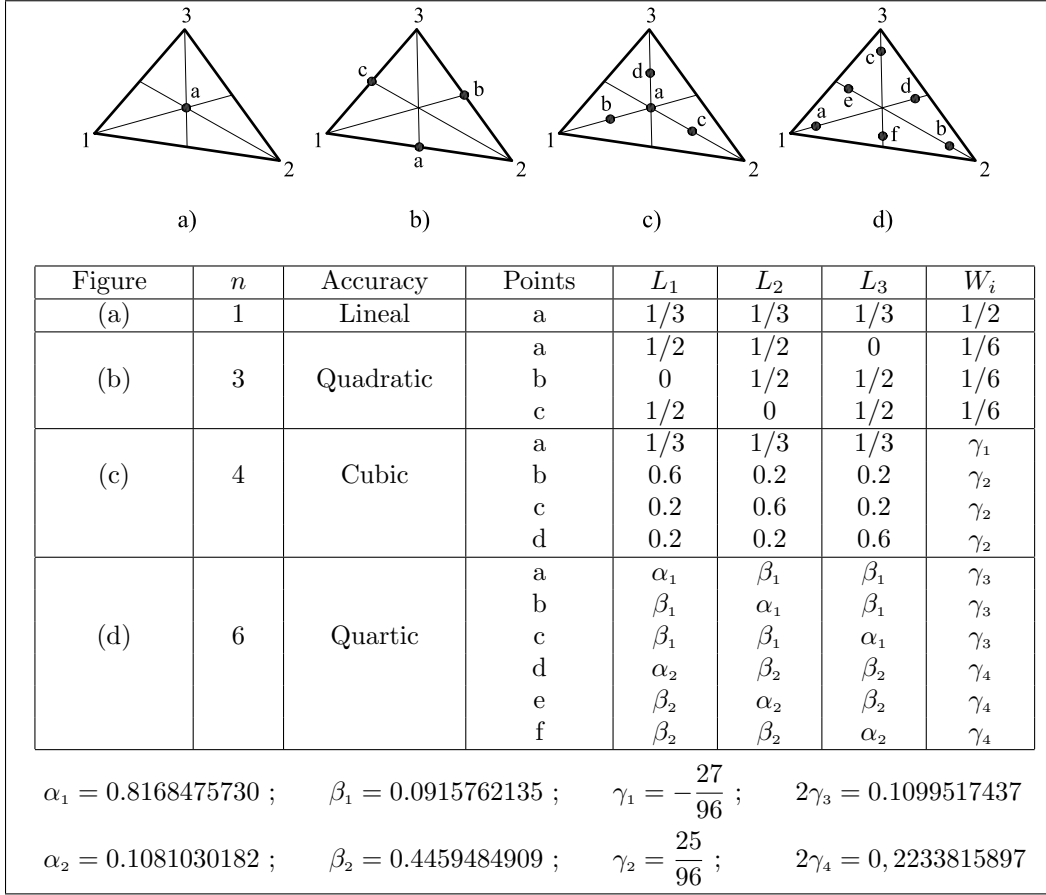 3 3 3 3
c d c
a b a d
b e
b c a b
1 1 1 1 f
a
2 2 2 2
a) b) c) d)
Figure n Accuracy Points L₁ L₂ L₃ Wᵢ
(a) 1 Lineal a 1/3 1/3 1/3 1/2
a 1/2 1/2 0 1/6
(b) 3 Quadratic b 0 1/2 1/2 1/6
c 1/2 0 1/2 1/6
a 1/3 1/3 1/3 γ₁
(c) 4 Cubic b 0.6 0.2 0.2 γ₂
c 0.2 0.6 0.2 γ₂
d 0.2 0.2 0.6 γ₂
a α₁ β₁ β₁ γ₃
b β₁ α₁ β₁ γ₃
(d) 6 Quartic c β₁ β₁ α₁ γ₃
d α₂ β₂ β₂ γ₄
e β₂ α₂ β₂ γ₄
f β₂ β₂ α₂ γ₄
α₁ = 0.8168475730 ; β₁ = 0.0915762135 ; γ₁ = −27/96 ; 2γ₃ = 0.1099517437
α₂ = 0.1081030182 ; β₂ = 0.4459484909 ; γ₂ = 25/96 ; 2γ₄ = 0,2233815897